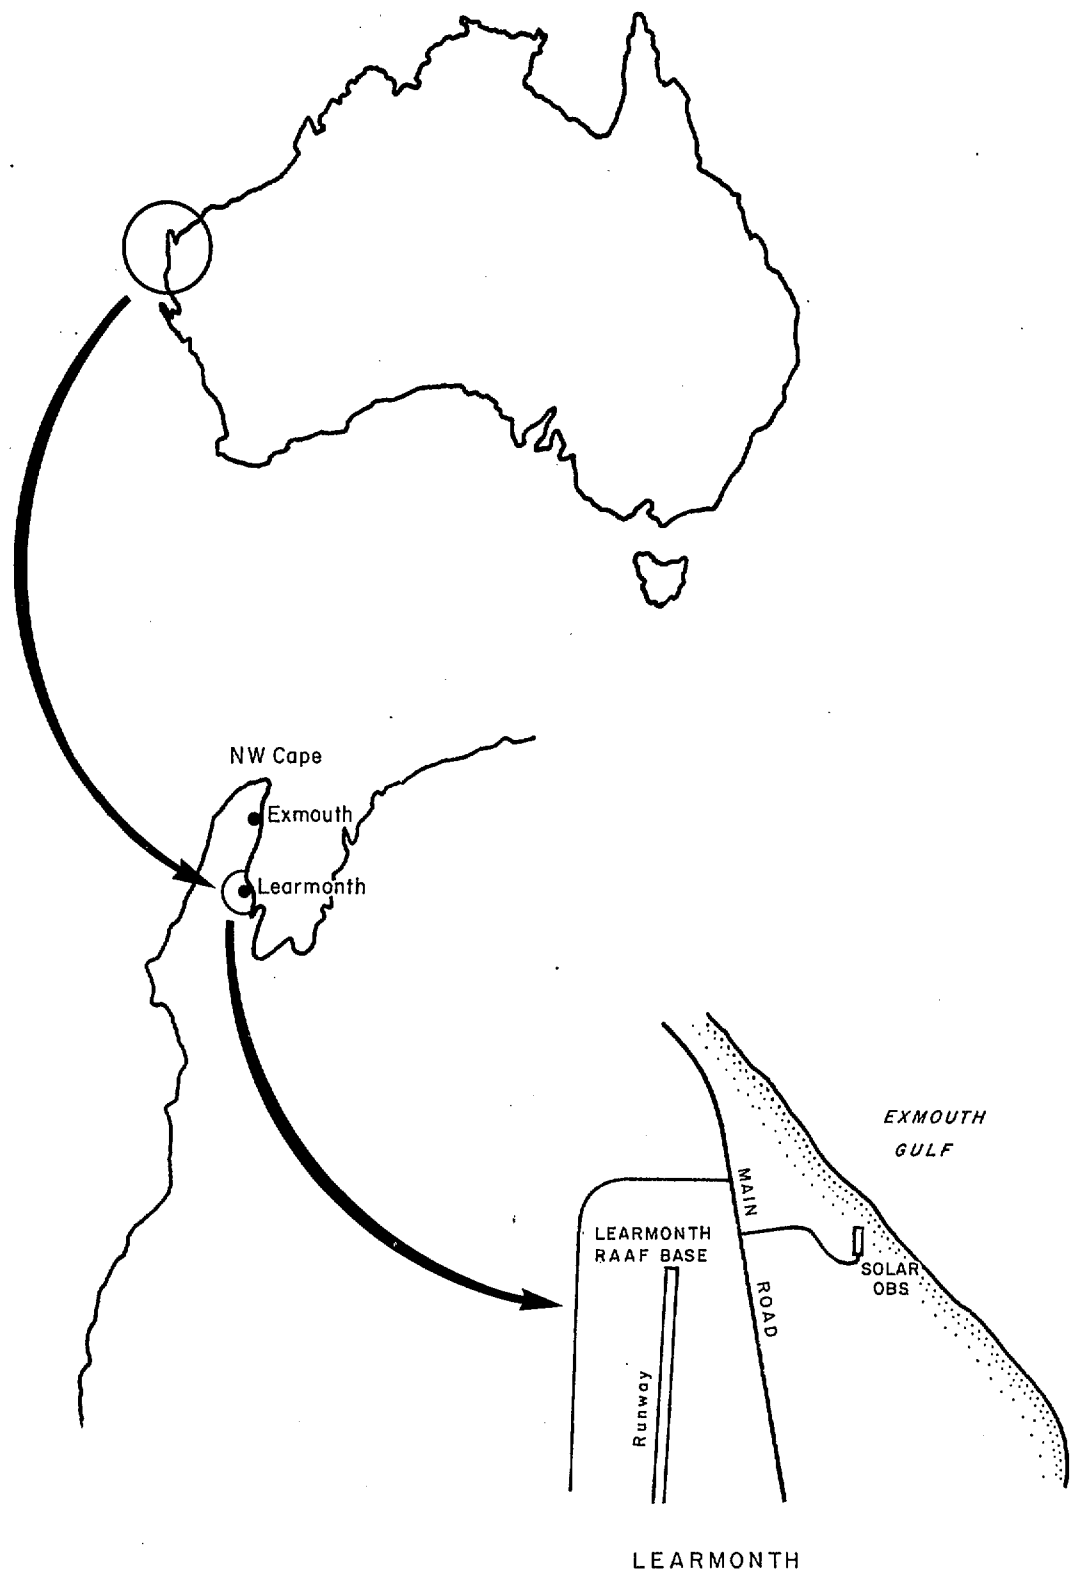 NW Cape
Exmouth
Learmonth
EXMOUTH
GULF
MAIN
ROAD
LEARMONTH
RAAF BASE
SOLAR
OBS
Runway
LEARMONTH